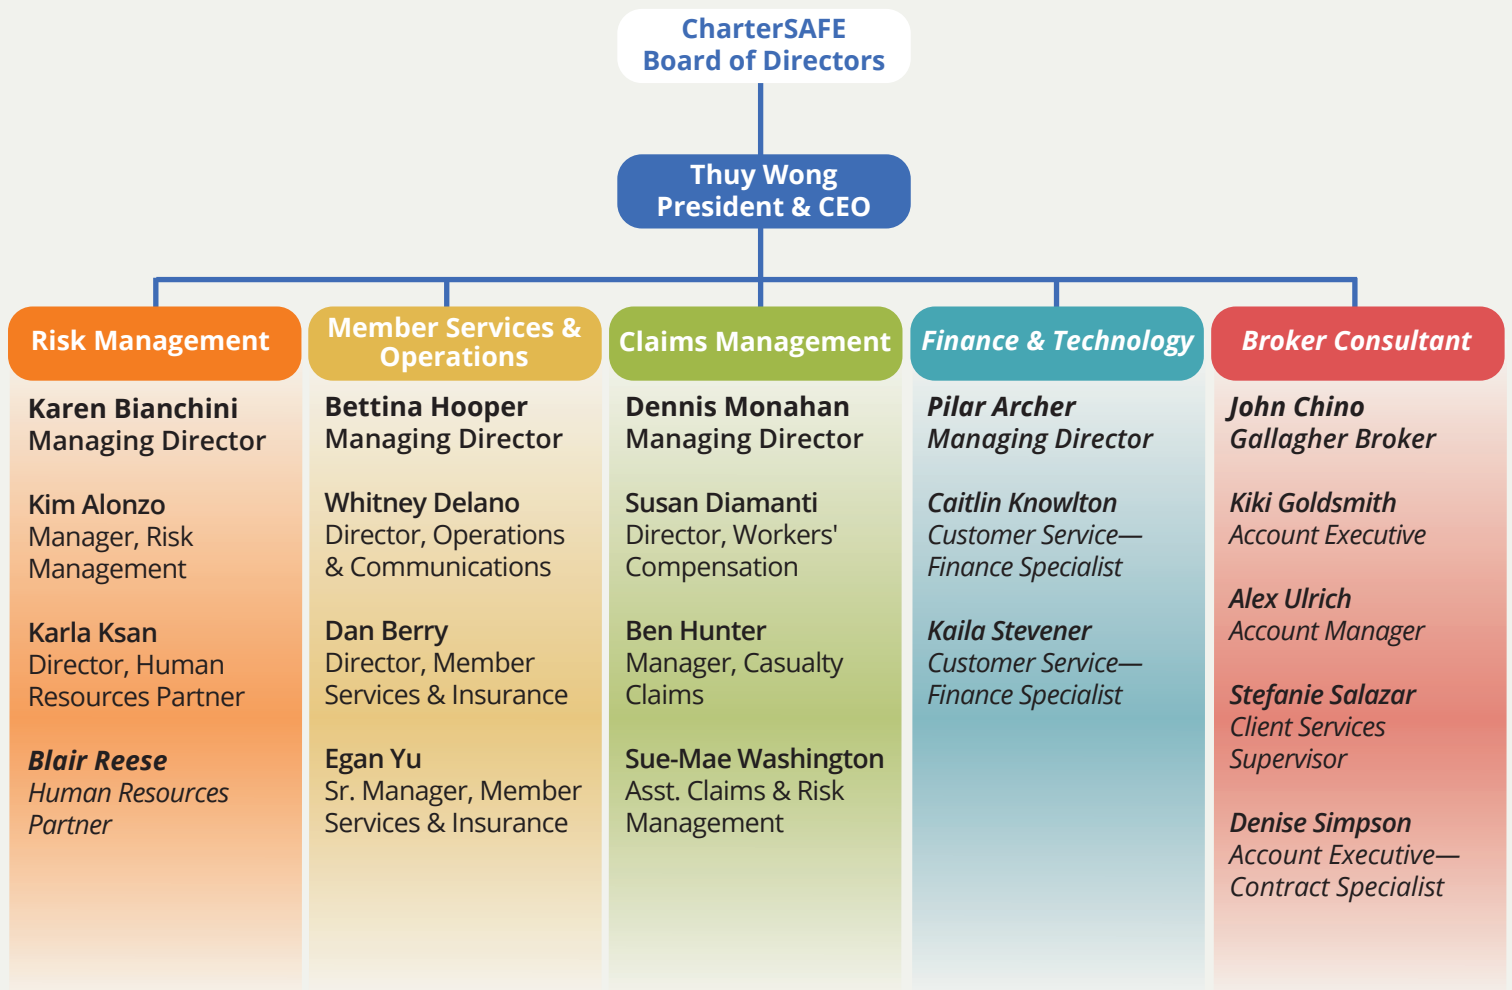 CharterSAFE
Board of Directors
Thuy Wong
President & CEO
Risk Management
Karen Bianchini
Managing Director
Kim Alonzo
Manager, Risk
Management
Karla Ksan
Director, Human
Resources Partner
Blair Reese
Human Resources
Partner
Member Services &
Operations
Bettina Hooper
Managing Director
Whitney Delano
Director, Operations
& Communications
Dan Berry
Director, Member
Services & Insurance
Egan Yu
Sr. Manager, Member
Services & Insurance
Claims Management
Dennis Monahan
Managing Director
Susan Diamanti
Director, Workers'
Compensation
Ben Hunter
Manager, Casualty
Claims
Sue-Mae Washington
Asst. Claims & Risk
Management
Finance & Technology
Pilar Archer
Managing Director
Caitlin Knowlton
Customer Service—
Finance Specialist
Kaila Stevener
Customer Service—
Finance Specialist
Broker Consultant
John Chino
Gallagher Broker
Kiki Goldsmith
Account Executive
Alex Ulrich
Account Manager
Stefanie Salazar
Client Services
Supervisor
Denise Simpson
Account Executive—
Contract Specialist